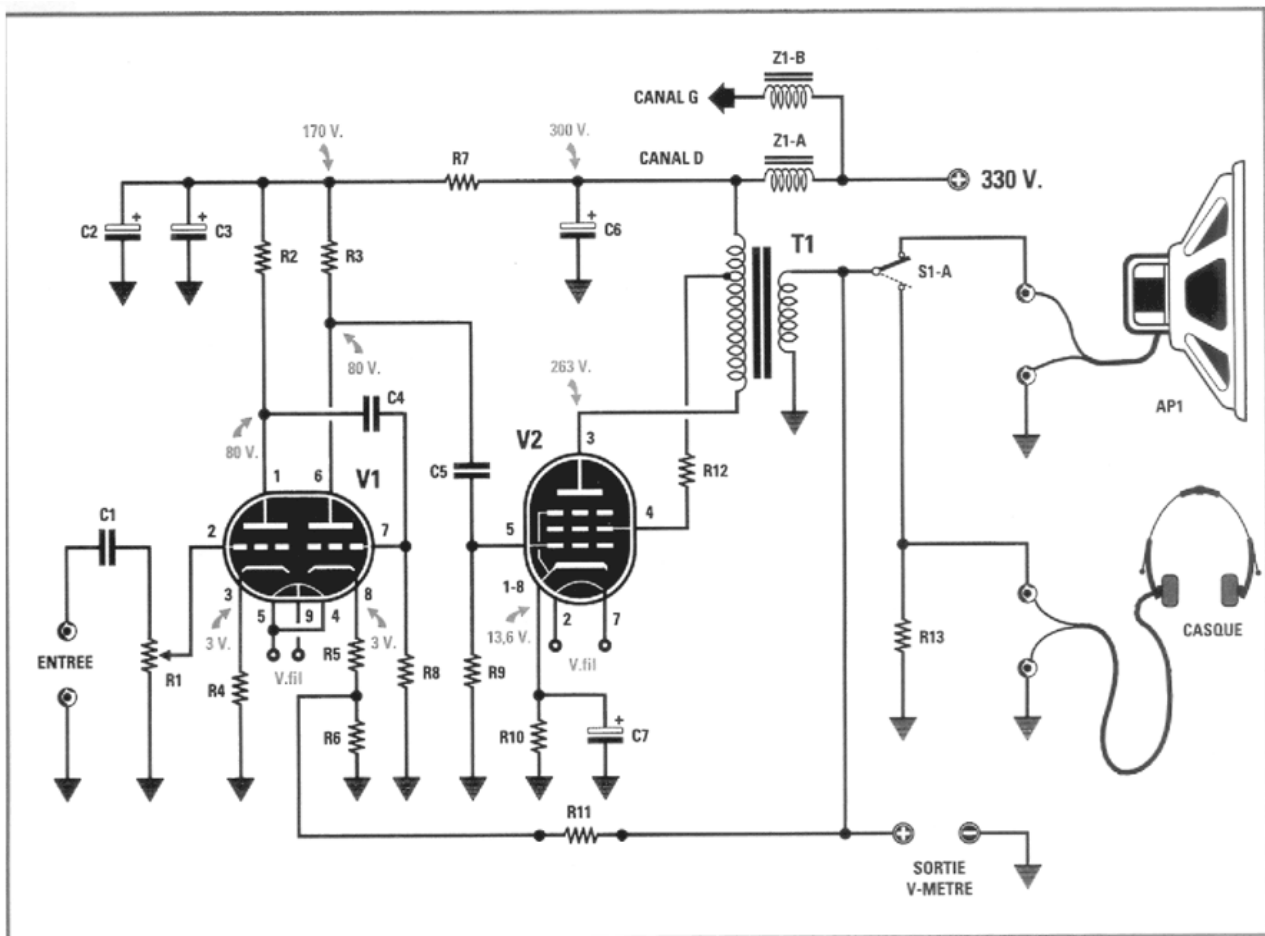 Z1-B
CANAL G
170 V.
300 V.
Z1-A
R7
CANAL D
330 V.
C2
+
C3
+
R2
R3
C6
+
T1
S1-A
80 V.
263 V.
C4
AP1
80 V.
V2
3
R12
1
6
V1
C5
C1
2
7
5
4
3
5
9
4
8
1-8
2
7
3 V.
3 V.
13,6 V.
CASQUE
ENTREE
R1
R4
V.fil
R5
R8
R9
V.fil
R13
R6
R10
+
C7
R11
SORTIE
V-METRE